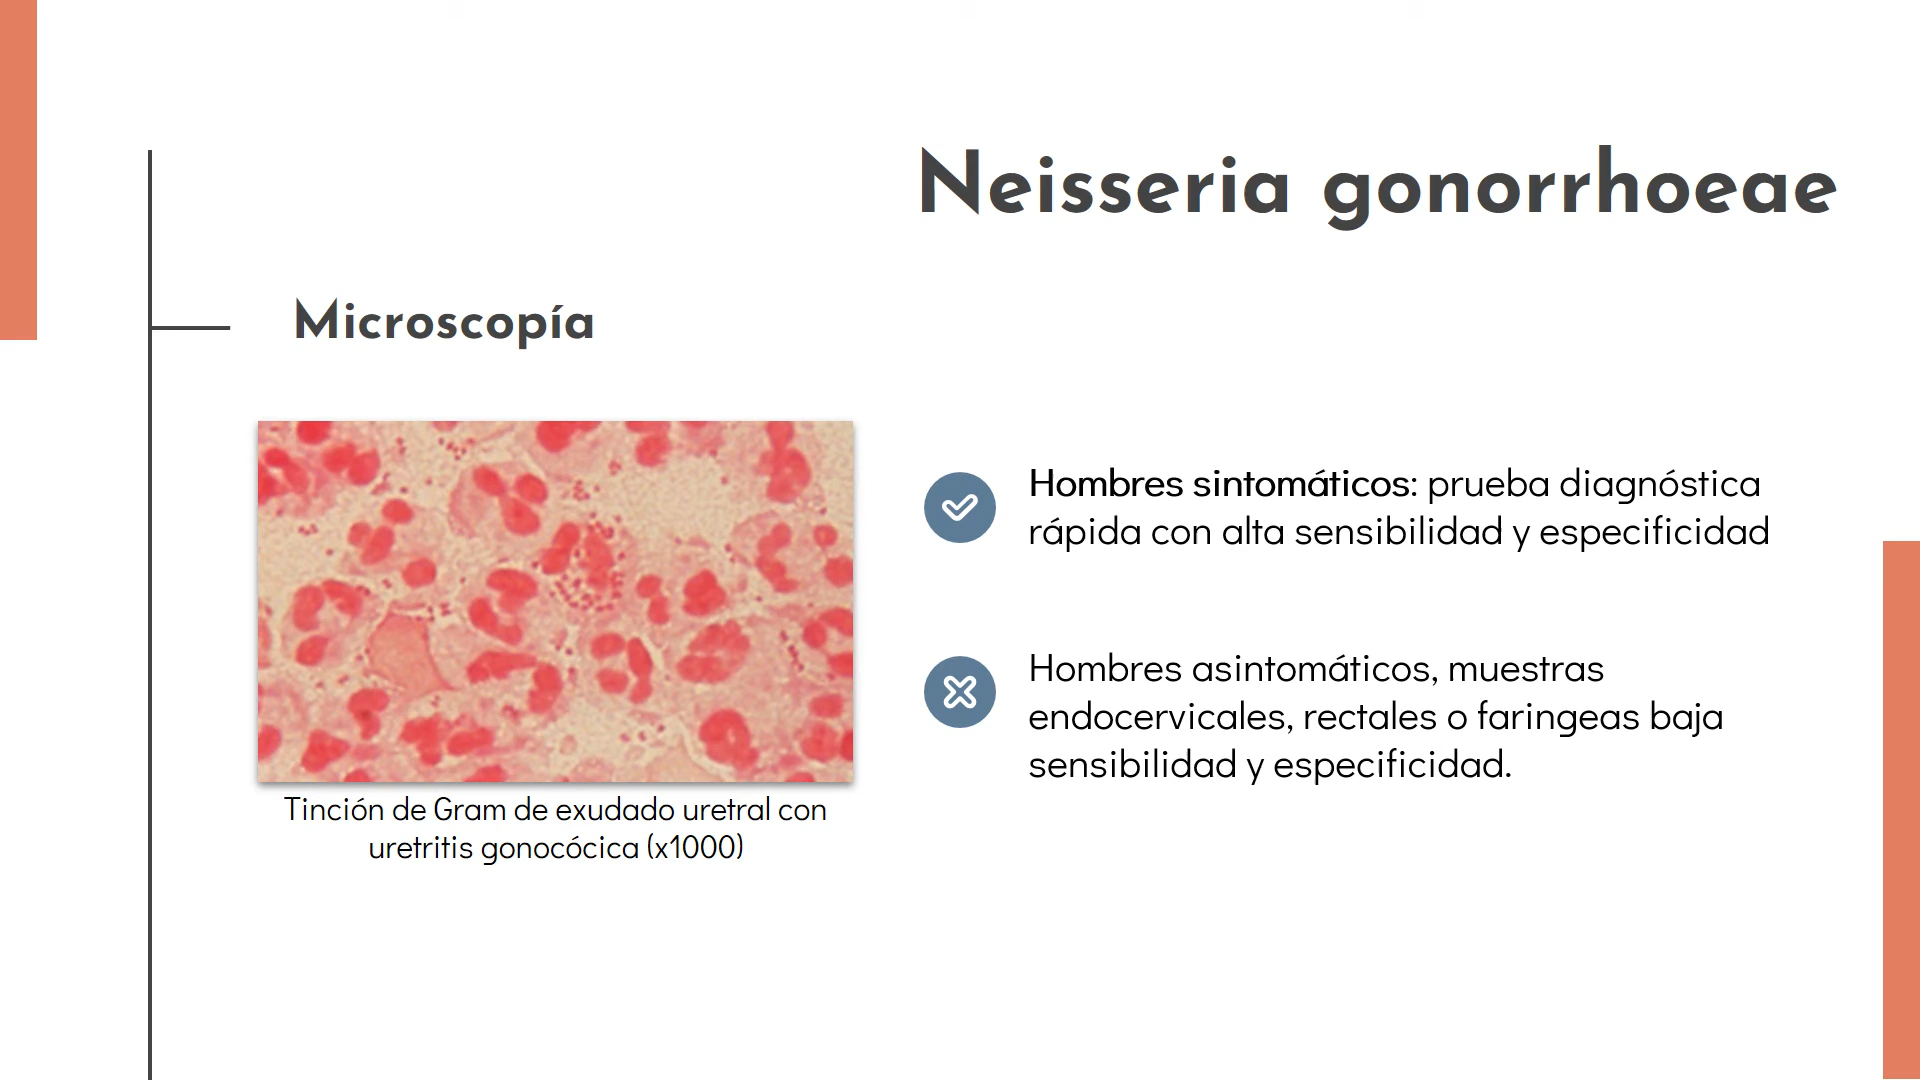 Neisseria gonorrhoeae
Microscopía
Tinción de Gram de exudado uretral con
uretritis gonocócica (x1000)
Hombres sintomáticos: prueba diagnóstica
rápida con alta sensibilidad y especificidad
Hombres asintomáticos, muestras
endocervicales, rectales o faringeas baja
sensibilidad y especificidad.